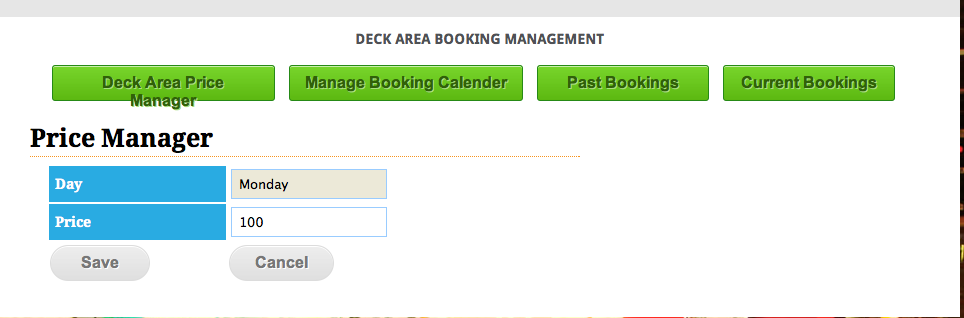 DECK AREA BOOKING MANAGEMENT
Deck Area Price Manager
Manage Booking Calender
Past Bookings
Current Bookings
Price Manager
Day Monday
Price 100
Save Cancel